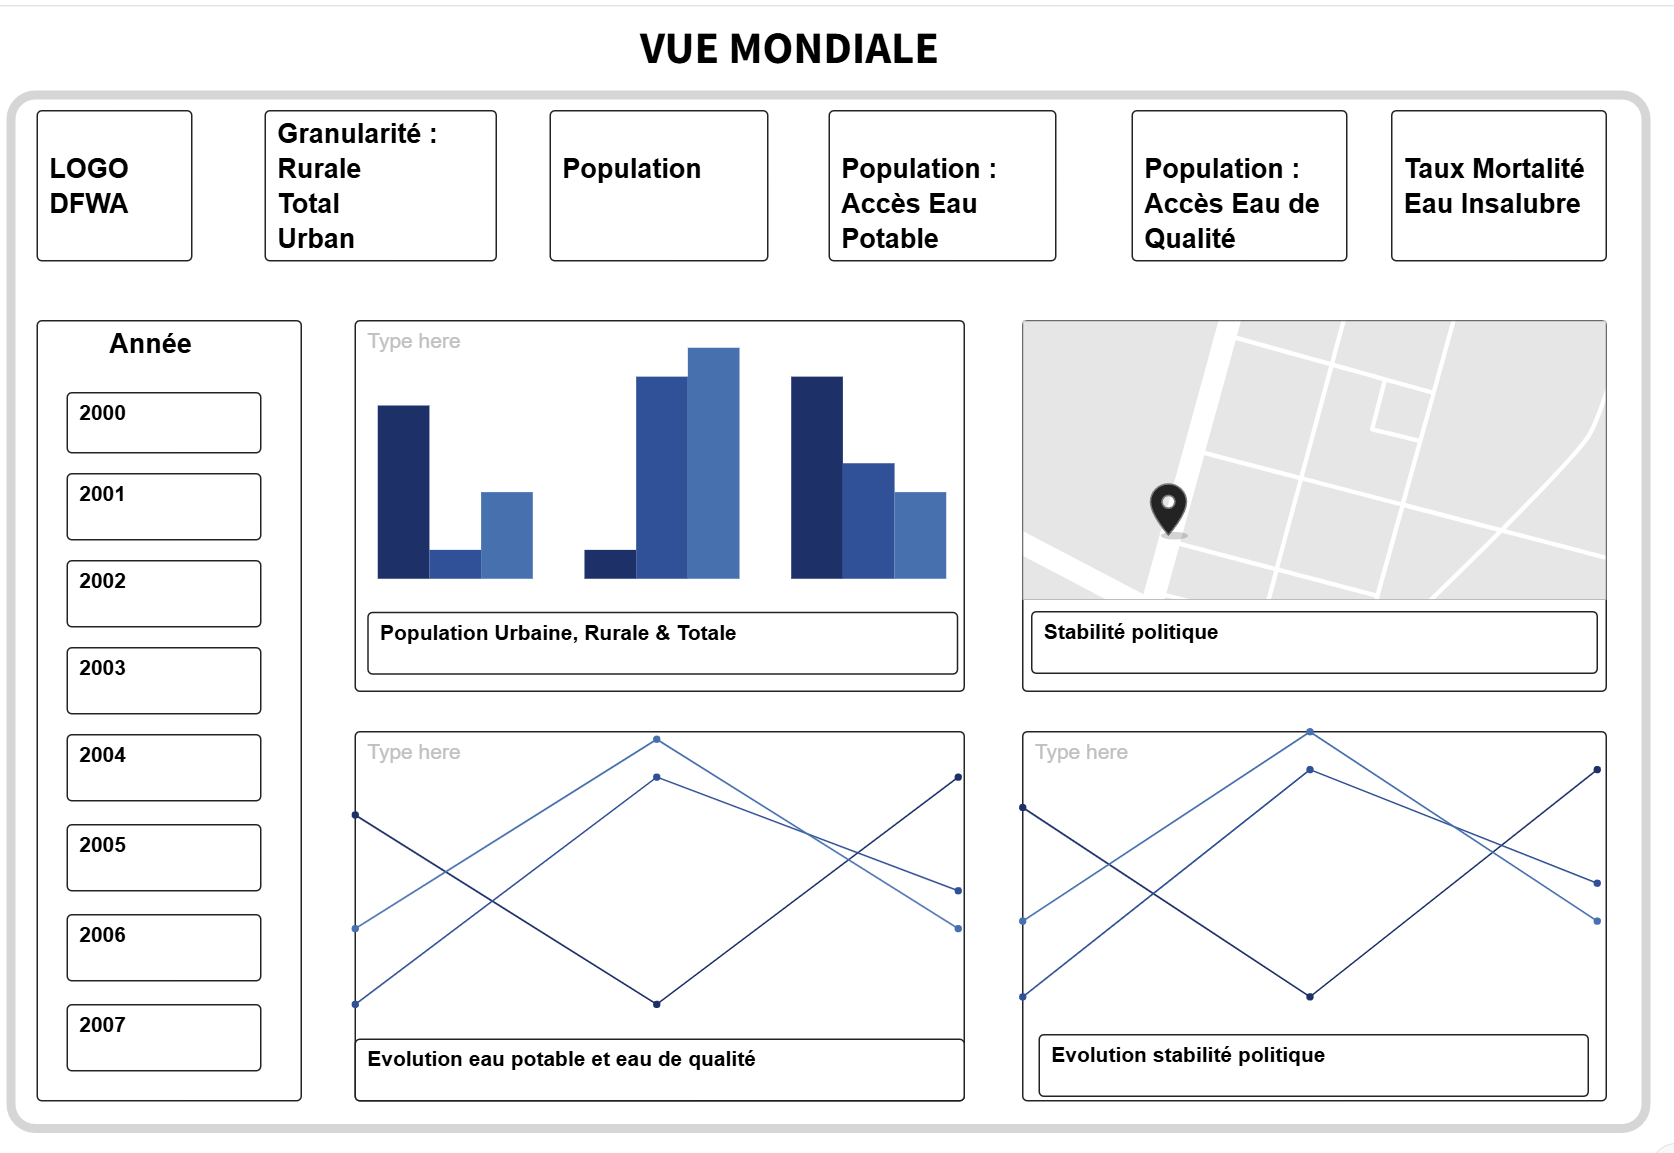 VUE MONDIALE
LOGO
DFWA
Granularité :
Rurale
Total
Urban
Population
Population :
Accès Eau
Potable
Population :
Accès Eau de
Qualité
Taux Mortalité
Eau Insalubre
Année
2000
2001
2002
2003
2004
2005
2006
2007
Type here
Population Urbaine, Rurale & Totale
Stabilité politique
Type here
Evolution eau potable et eau de qualité
Type here
Evolution stabilité politique